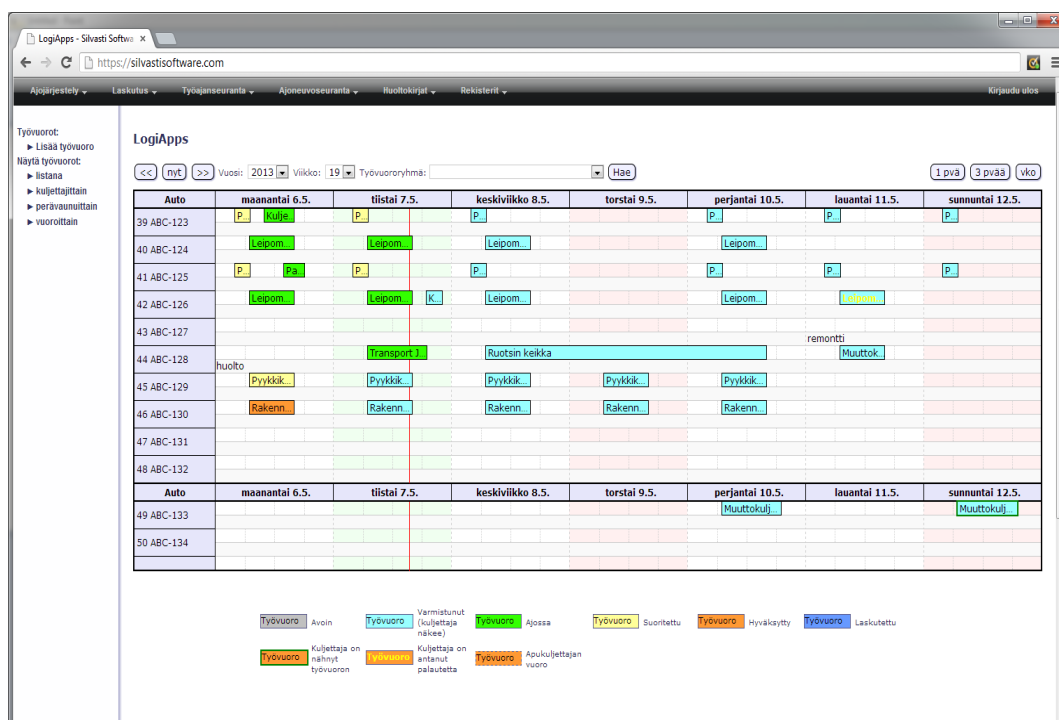 LogiApps - Silvasti Softwa
https://silvastisoftware.com
Ajojärjestely Laskutus Työajanseuranta Ajoneuvoseuranta Huoltokirjat Rekisterit Kirjaudu ulos
Työvuorot:
Lisää työvuoro
Näytä työvuorot:
listana
kuljettajittain
perävaunuittain
vuoroittain
LogiApps
<< nyt >> Vuosi: 2013 Viikko: 19 Työvuororyhmä: Hae 1 pvä 3 pvää vko
Auto maanantai 6.5. tiistai 7.5. keskiviikko 8.5. torstai 9.5. perjantai 10.5. lauantai 11.5. sunnuntai 12.5.
39 ABC-123 P... Kulje... P... P... P... P... P...
40 ABC-124 Leipom... Leipom... Leipom... Leipom...
41 ABC-125 P... Pa... P... P... P... P... P...
42 ABC-126 Leipom... Leipom... K... Leipom... Leipom... Leipom...
43 ABC-127
remontti
44 ABC-128 Transport J... Ruotsin keikka Muuttok...
huolto
45 ABC-129 Pyykkik... Pyykkik... Pyykkik... Pyykkik... Pyykkik...
46 ABC-130 Rakenn... Rakenn... Rakenn... Rakenn... Rakenn...
47 ABC-131
48 ABC-132
Auto maanantai 6.5. tiistai 7.5. keskiviikko 8.5. torstai 9.5. perjantai 10.5. lauantai 11.5. sunnuntai 12.5.
49 ABC-133 Muuttokulj... Muuttokulj...
50 ABC-134
Työvuoro Avoin
Työvuoro Varmistunut
(kuljettaja
näkee)
Työvuoro Ajossa
Työvuoro Suoritettu
Työvuoro Hyväksytty
Työvuoro Laskutettu
Työvuoro Kuljettaja on
nähnyt
työvuoron
Työvuoro Kuljettaja on
antanut
palautetta
Työvuoro Apukuljettajan
vuoro